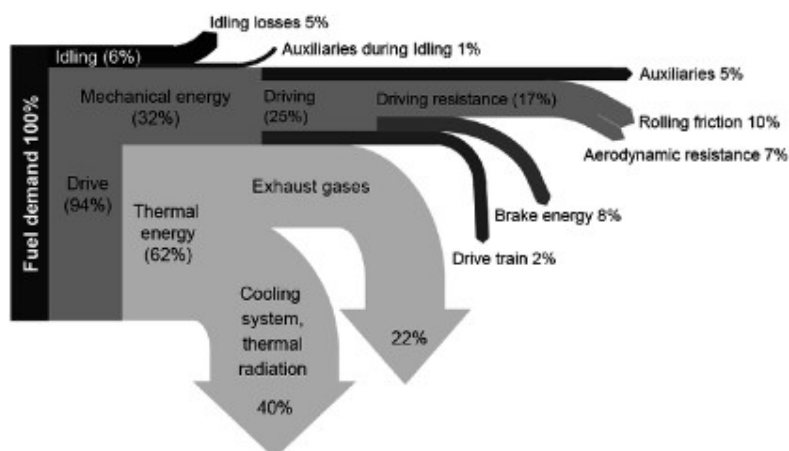 Idling losses 5%
Idling (6%)
Auxiliaries during Idling 1%
Auxiliaries 5%
Mechanical energy
(32%)
Driving
(25%)
Driving resistance (17%)
Rolling friction 10%
Aerodynamic resistance 7%
Fuel demand 100%
Drive
(94%)
Exhaust gases
Thermal
energy
(62%)
Brake energy 8%
Drive train 2%
Cooling
system,
thermal
radiation
40%
22%